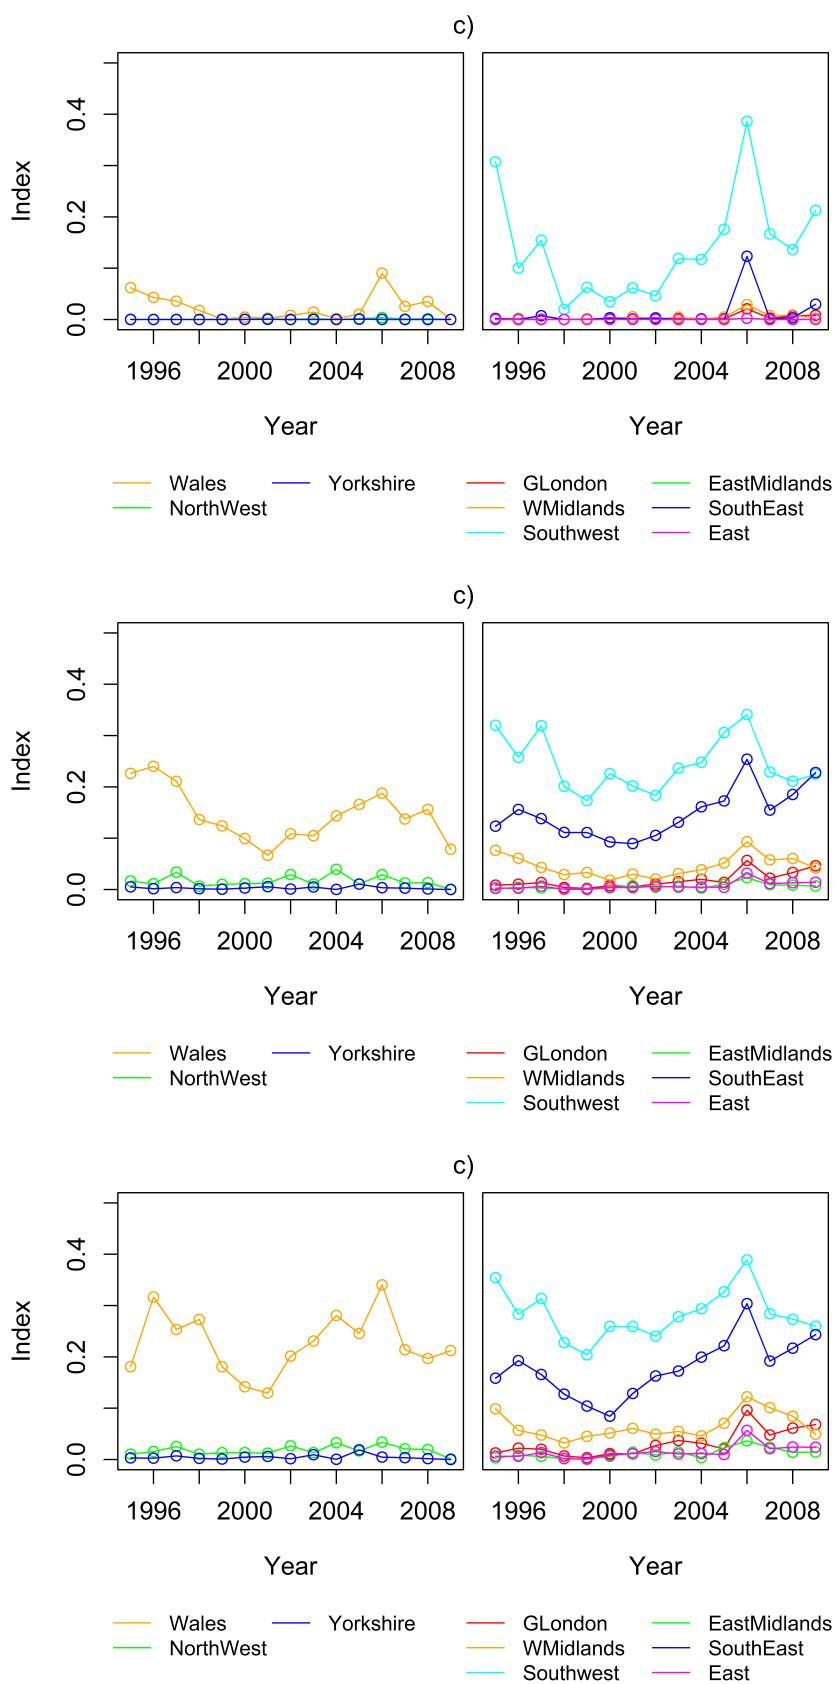 c)
Index
0.4
0.2
0.0
1996 2000 2004 2008 1996 2000 2004 2008
Year Year
Wales Yorkshire GLondon EastMidlands
NorthWest WMidlands SouthEast
Southwest East
c)
Index
0.4
0.2
0.0
1996 2000 2004 2008 1996 2000 2004 2008
Year Year
Wales Yorkshire GLondon EastMidlands
NorthWest WMidlands SouthEast
Southwest East
c)
Index
0.4
0.2
0.0
1996 2000 2004 2008 1996 2000 2004 2008
Year Year
Wales Yorkshire GLondon EastMidlands
NorthWest WMidlands SouthEast
Southwest East